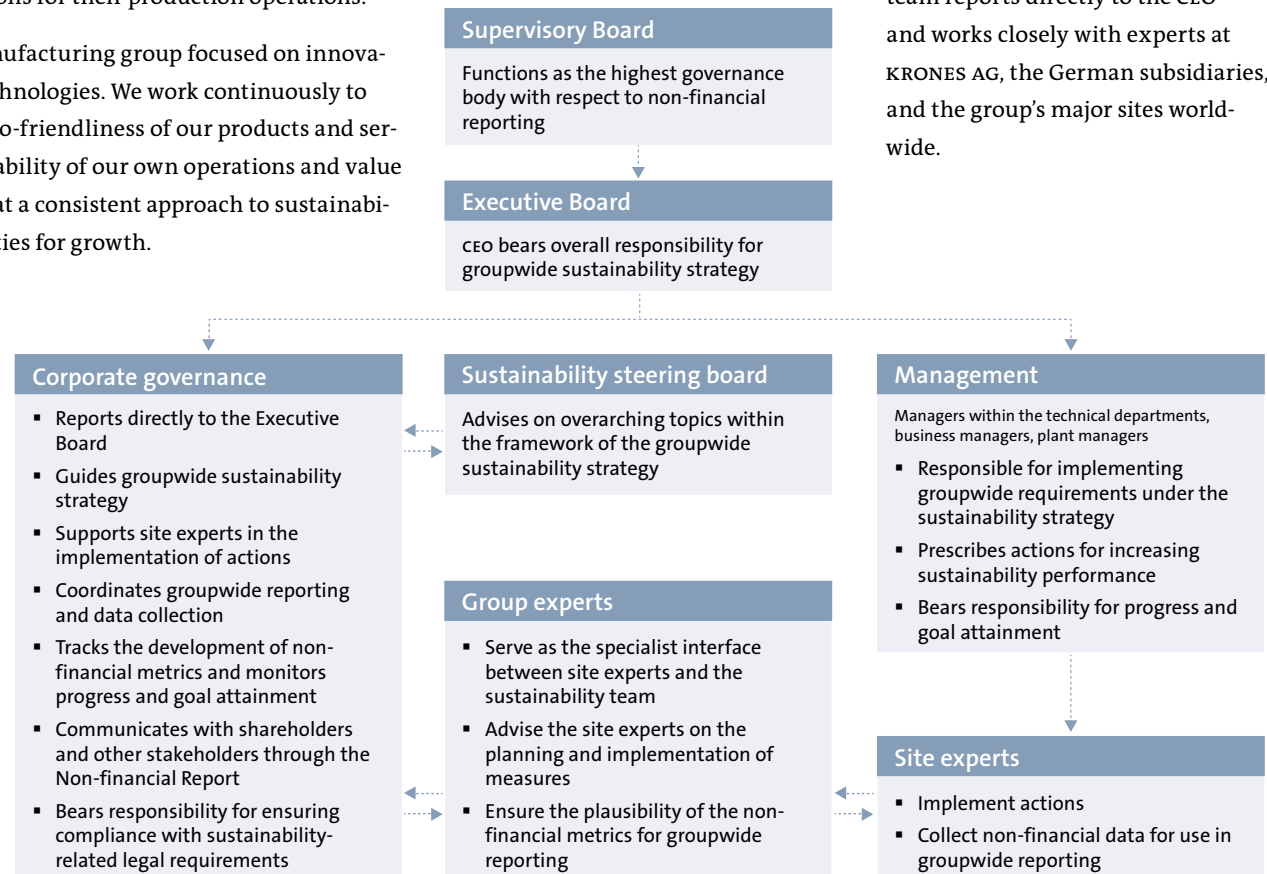 ons for their production operations.
nufacturing group focused on innova-
hnologies. We work continuously to
o-friendliness of our products and ser-
ability of our own operations and value
at a consistent approach to sustainabi-
ties for growth.
Supervisory Board
Functions as the highest governance
body with respect to non-financial
reporting
Executive Board
CEO bears overall responsibility for
groupwide sustainability strategy
team reports directly to the CEO
and works closely with experts at
KRONES AG, the German subsidiaries,
and the group's major sites world-
wide.
Corporate governance
▪ Reports directly to the Executive
Board
▪ Guides groupwide sustainability
strategy
▪ Supports site experts in the
implementation of actions
▪ Coordinates groupwide reporting
and data collection
▪ Tracks the development of non-
financial metrics and monitors
progress and goal attainment
▪ Communicates with shareholders
and other stakeholders through the
Non-financial Report
▪ Bears responsibility for ensuring
compliance with sustainability-
related legal requirements
Sustainability steering board
Advises on overarching topics within
the framework of the groupwide
sustainability strategy
Group experts
▪ Serve as the specialist interface
between site experts and the
sustainability team
▪ Advise the site experts on the
planning and implementation of
measures
▪ Ensure the plausibility of the non-
financial metrics for groupwide
reporting
Management
Managers within the technical departments,
business managers, plant managers
▪ Responsible for implementing
groupwide requirements under the
sustainability strategy
▪ Prescribes actions for increasing
sustainability performance
▪ Bears responsibility for progress and
goal attainment
Site experts
▪ Implement actions
▪ Collect non-financial data for use in
groupwide reporting